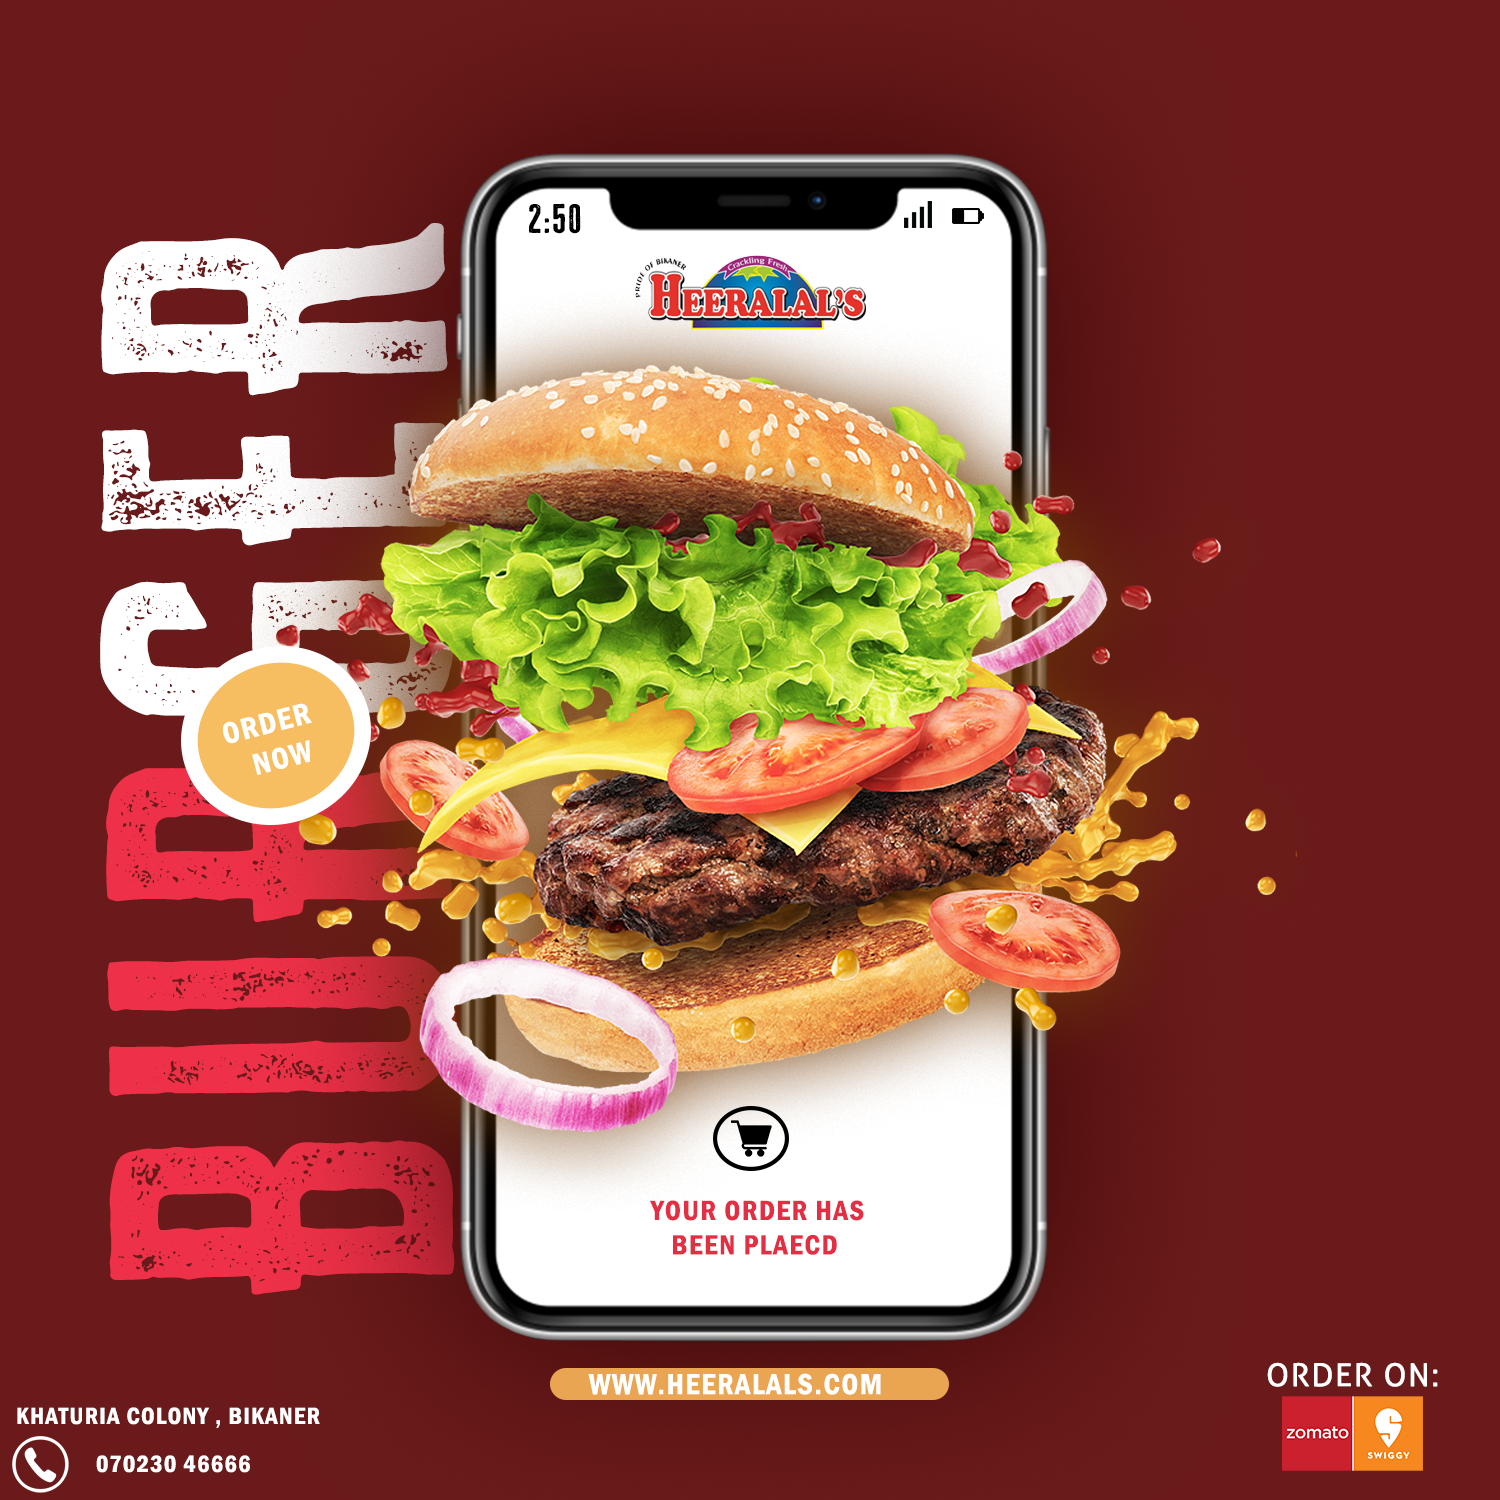 2:50
PRIDE OF BIKANER
Crackling Fresh
HEERALAL'S
BURGER
ORDER
NOW
YOUR ORDER HAS
BEEN PLAECD
WWW.HEERALALS.COM
KHATURIA COLONY , BIKANER
070230 46666
ORDER ON:
zomato
SWIGGY